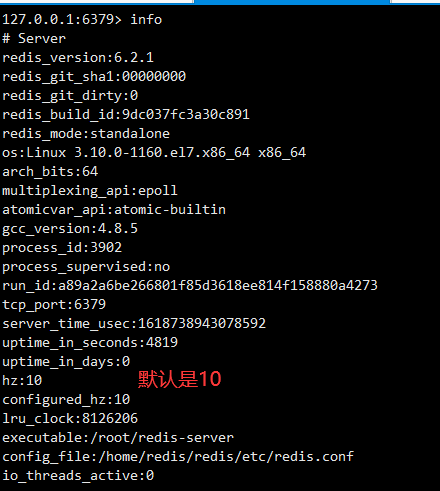 127.0.0.1:6379> info
# Server
redis_version:6.2.1
redis_git_sha1:00000000
redis_git_dirty:0
redis_build_id:9dc037fc3a30c891
redis_mode:standalone
os:Linux 3.10.0-1160.el7.x86_64 x86_64
arch_bits:64
multiplexing_api:epoll
atomicvar_api:atomic-builtin
gcc_version:4.8.5
process_id:3902
process_supervised:no
run_id:a89a2a6be266801f85d3618ee814f158880a4273
tcp_port:6379
server_time_usec:1618738943078592
uptime_in_seconds:4819
uptime_in_days:0
hz:10 默认是10
configured_hz:10
lru_clock:8126206
executable:/root/redis-server
config_file:/home/redis/redis/etc/redis.conf
io_threads_active:0